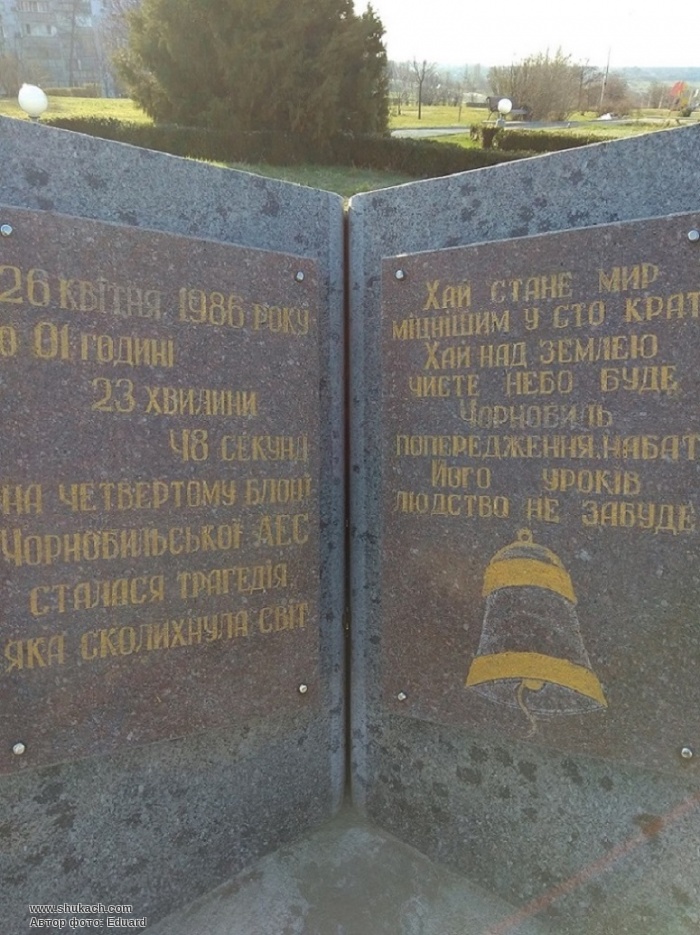 26 КВІТНЯ 1986 РОКУ
О 01 ГОДИНІ
23 ХВИЛИНИ
48 СЕКУНД
НА ЧЕТВЕРТОМУ БЛОЦІ
ЧОРНОБИЛЬСЬКОЇ АЕС
СТАЛАСЯ ТРАГЕДІЯ
ЯКА СКОЛИХНУЛА СВІТ
ХАЙ СТАНЕ МИР
МІЦНІШИМ У СТО КРАТ
ХАЙ НАД ЗЕМЛЕЮ
ЧИСТЕ НЕБО БУДЕ
ЧОРНОБИЛЬ
ПОПЕРЕДЖЕННЯ, НАБАТ
ЙОГО УРОКІВ
ЛЮДСТВО НЕ ЗАБУДЕ
www.shukach.com
Автор фото: Eduard